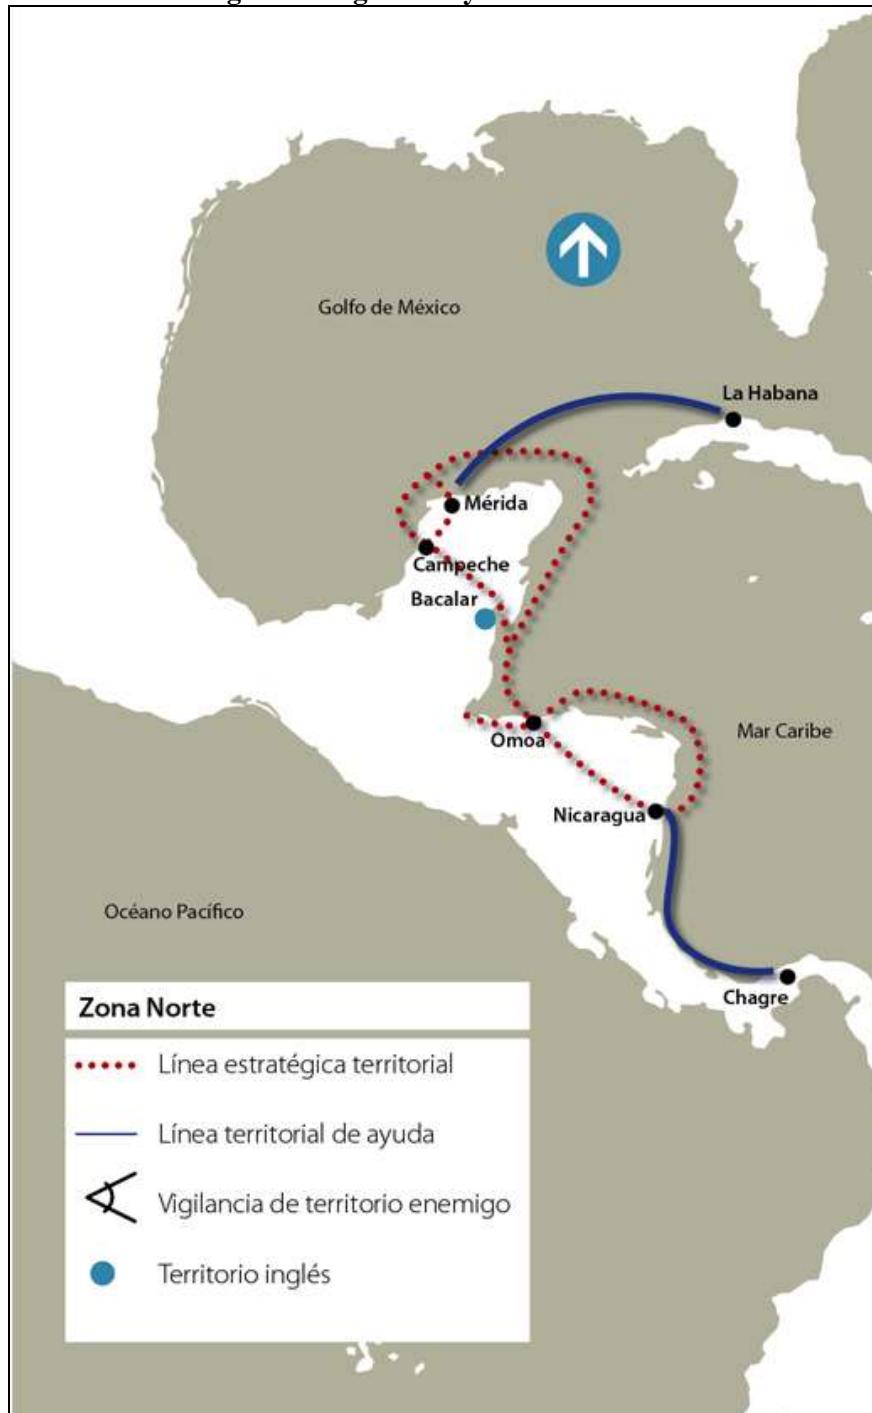 Golfo de México
La Habana
Mérida
Campeche
Bacalar
Omoa
Mar Caribe
Nicaragua
Océano Pacífico
Chagre
Zona Norte
Línea estratégica territorial
Línea territorial de ayuda
Vigilancia de territorio enemigo
Territorio inglés